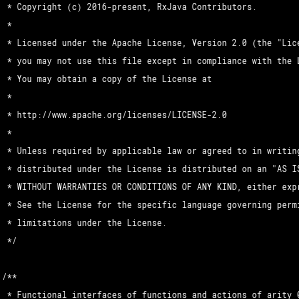 * Copyright (c) 2016-present, RxJava Contributors.
*
* Licensed under the Apache License, Version 2.0 (the "Lice
* you may not use this file except in compliance with the L
* You may obtain a copy of the License at
*
* http://www.apache.org/licenses/LICENSE-2.0
*
* Unless required by applicable law or agreed to in writing
* distributed under the License is distributed on an "AS IS
* WITHOUT WARRANTIES OR CONDITIONS OF ANY KIND, either expr
* See the License for the specific language governing permi
* limitations under the License.
*/
/**
* Functional interfaces of functions and actions of arity 0